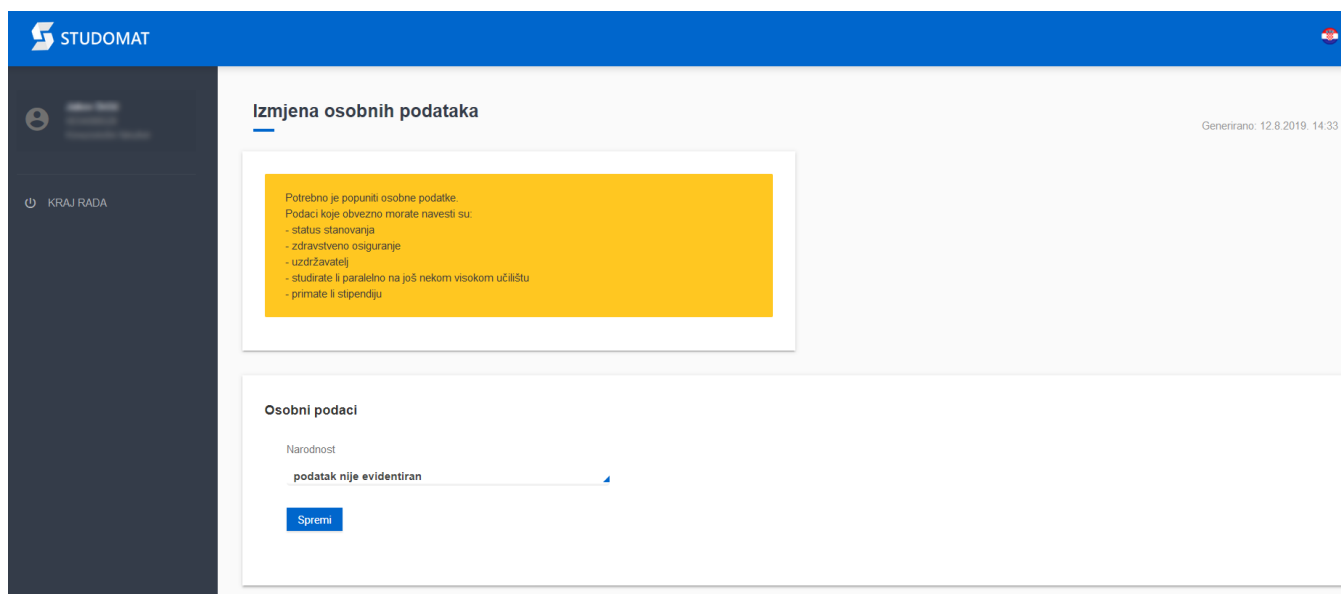 STUDOMAT
KRAJ RADA
Izmjena osobnih podataka
Generirano: 12.8.2019. 14:33
Potrebno je popuniti osobne podatke.
Podaci koje obvezno morate navesti su:
- status stanovanja
- zdravstveno osiguranje
- uzdržavatelj
- studirate li paralelno na još nekom visokom učilištu
- primate li stipendiju
Osobni podaci
Narodnost
podatak nije evidentiran
Spremi